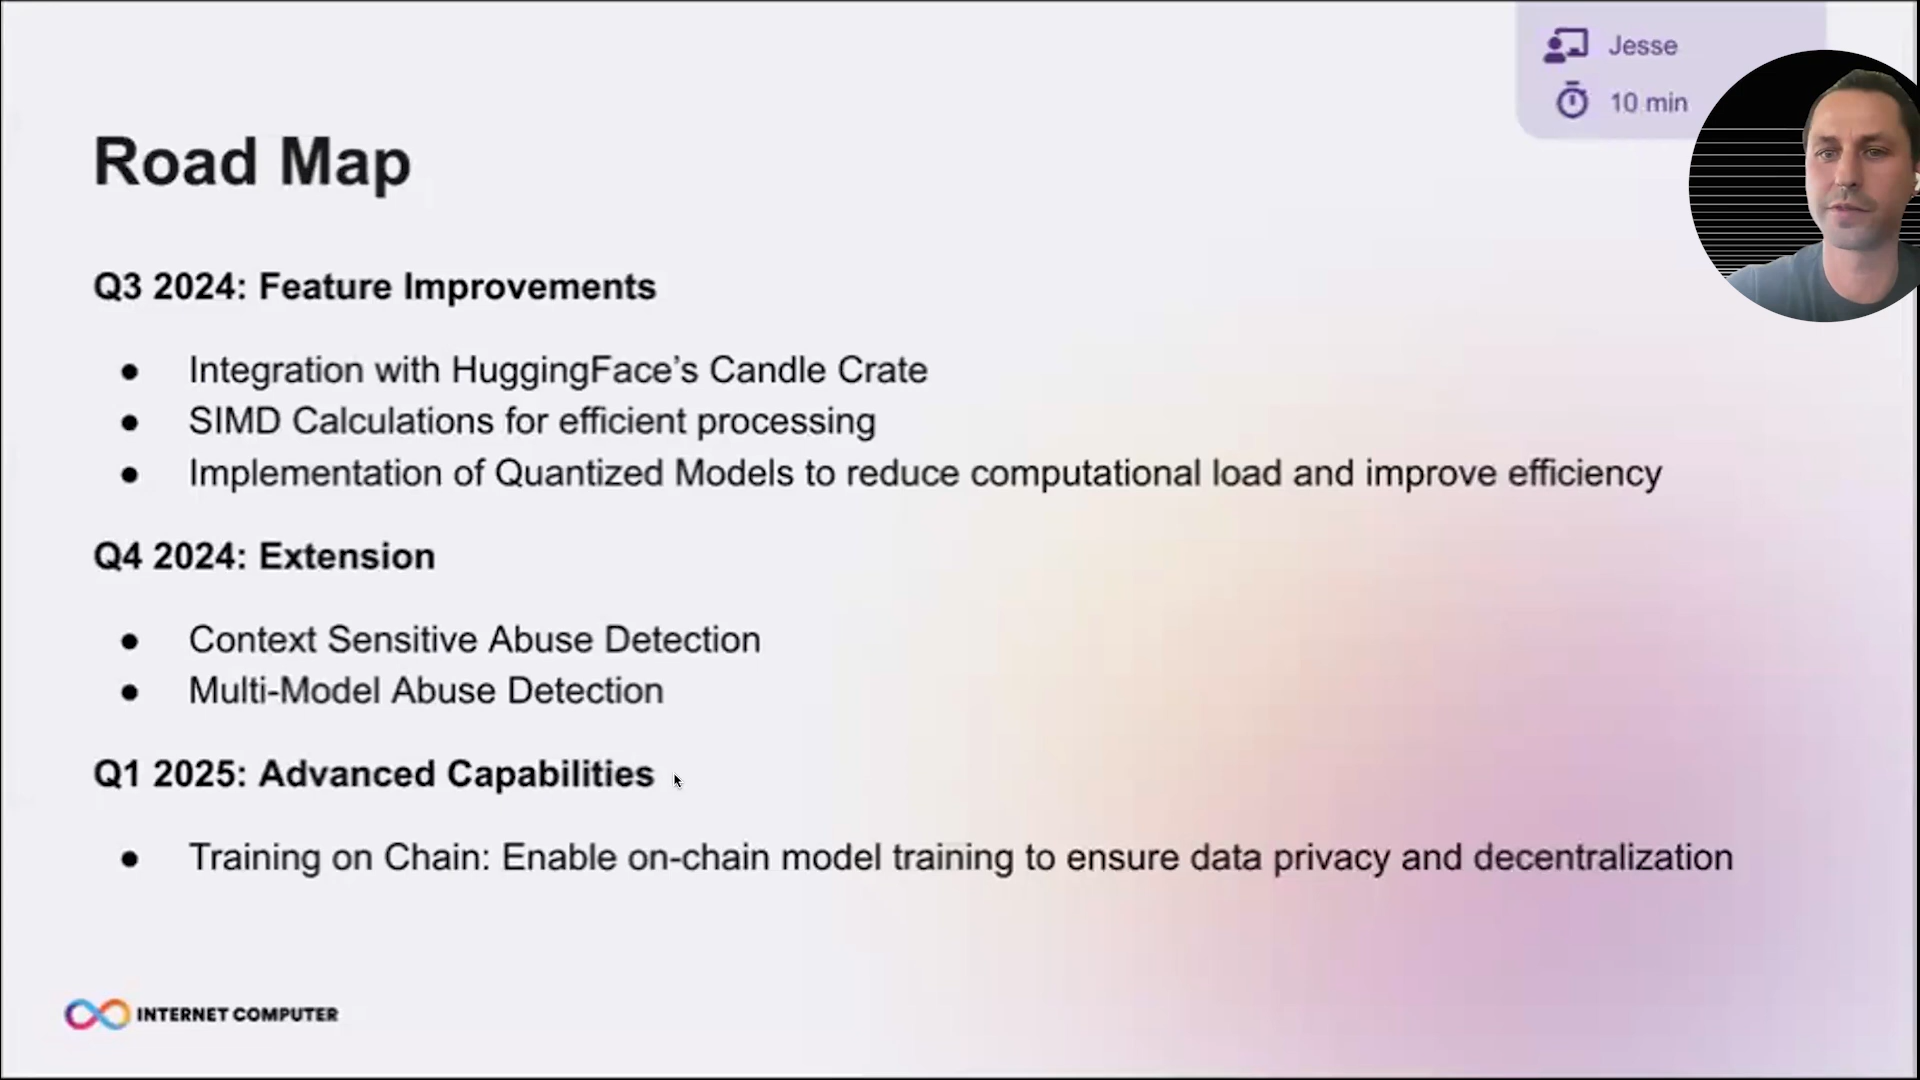 Jesse
10 min
Road Map
Q3 2024: Feature Improvements
● Integration with HuggingFace’s Candle Crate
● SIMD Calculations for efficient processing
● Implementation of Quantized Models to reduce computational load and improve efficiency
Q4 2024: Extension
● Context Sensitive Abuse Detection
● Multi-Model Abuse Detection
Q1 2025: Advanced Capabilities
● Training on Chain: Enable on-chain model training to ensure data privacy and decentralization
INTERNET COMPUTER